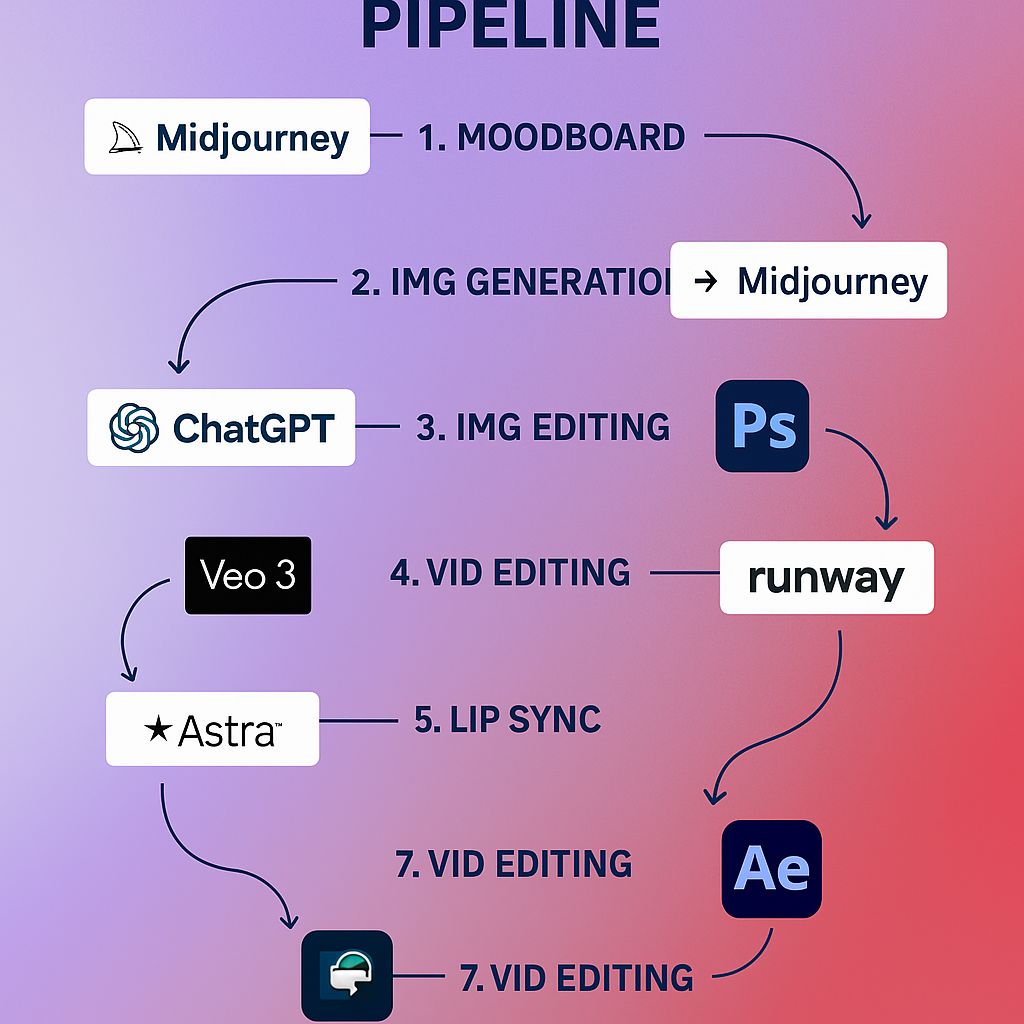 PIPELINE
Midjourney
1. MOODBOARD
2. IMG GENERATIO
→ Midjourney
ChatGPT
3. IMG EDITING
Ps
Veo 3
4. VID EDITING
runway
★Astra™
5. LIP SYNC
7. VID EDITING
Ae
7. VID EDITING